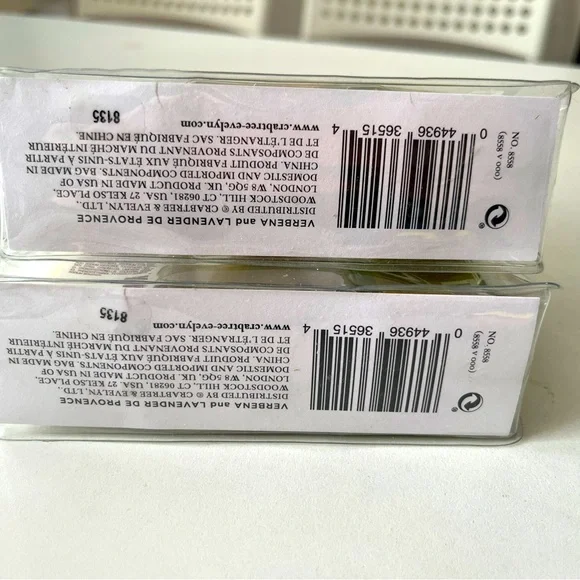 VERBENA and LAVENDER DE PROVENCE
DISTRIBUTED BY © CRABTREE & EVELYN, LTD.,
WOODSTOCK HILL, CT 06281, USA, 27 KELSO PLACE,
LONDON, W8 5QG, UK. PRODUCT MADE IN USA OF
DOMESTIC AND IMPORTED COMPONENTS. BAG MADE IN
CHINA. PRODUIT FABRIQUÉ AUX ÉTATS-UNIS À PARTIR
DE COMPOSANTS PROVENANT DU MARCHÉ INTÉRIEUR
ET DE L'ÉTRANGER. SAC FABRIQUÉ EN CHINE.
www.crabtree-evelyn.com
8135
0 44936 36515 4
NO. 8558
(8558 V 000)
VERBENA and LAVENDER DE PROVENCE
DISTRIBUTED BY © CRABTREE & EVELYN, LTD.,
WOODSTOCK HILL, CT 06281, USA, 27 KELSO PLACE,
LONDON, W8 5QG, UK. PRODUCT MADE IN USA OF
DOMESTIC AND IMPORTED COMPONENTS. BAG MADE IN
CHINA. PRODUIT FABRIQUÉ AUX ÉTATS-UNIS À PARTIR
DE COMPOSANTS PROVENANT DU MARCHÉ INTÉRIEUR
ET DE L'ÉTRANGER. SAC FABRIQUÉ EN CHINE.
www.crabtree-evelyn.com
8135
0 44936 36515 4
NO. 8558
(8558 V 000)